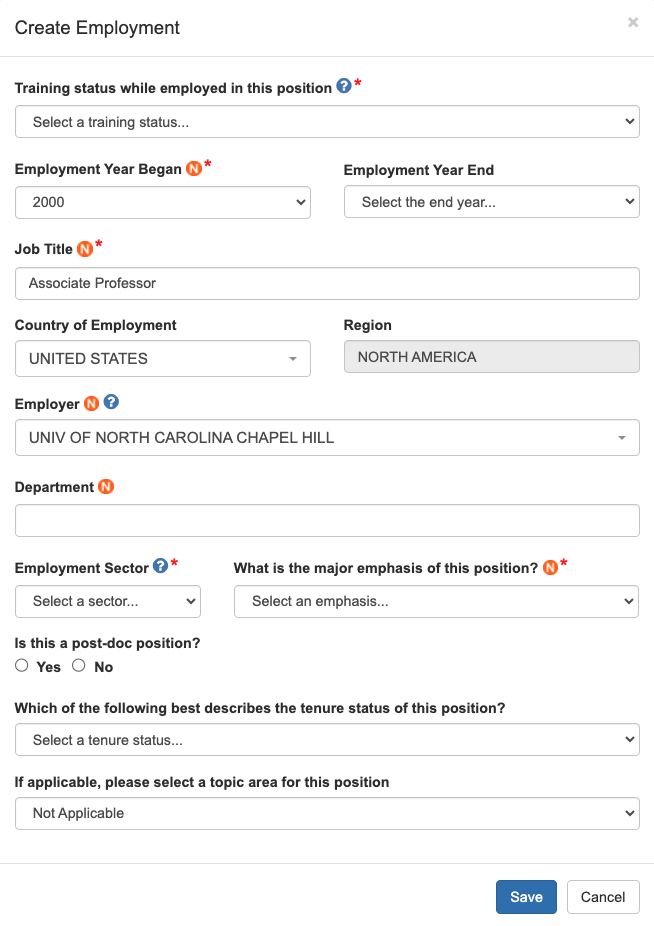 Create Employment ×
Training status while employed in this position ? *
Select a training status...
Employment Year Began N * Employment Year End
2000 Select the end year...
Job Title N *
Associate Professor
Country of Employment Region
UNITED STATES NORTH AMERICA
Employer N ?
UNIV OF NORTH CAROLINA CHAPEL HILL
Department N
Employment Sector ? * What is the major emphasis of this position? N *
Select a sector... Select an emphasis...
Is this a post-doc position?
Yes No
Which of the following best describes the tenure status of this position?
Select a tenure status...
If applicable, please select a topic area for this position
Not Applicable
Save Cancel